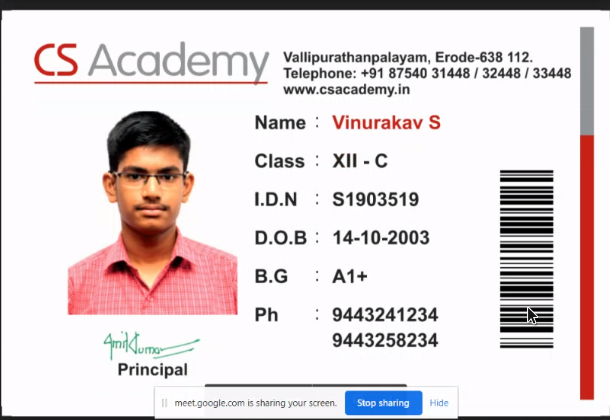 CS Academy
Vallipurathanpalayam, Erode-638 112.
Telephone: +91 87540 31448 / 32448 / 33448
www.csacademy.in
Name : Vinurakav S
Class : XII - C
I.D.N : S1903519
D.O.B : 14-10-2003
B.G : A1+
Ph : 9443241234
9443258234
Amit Kumar
Principal
meet.google.com is sharing your screen. Stop sharing Hide